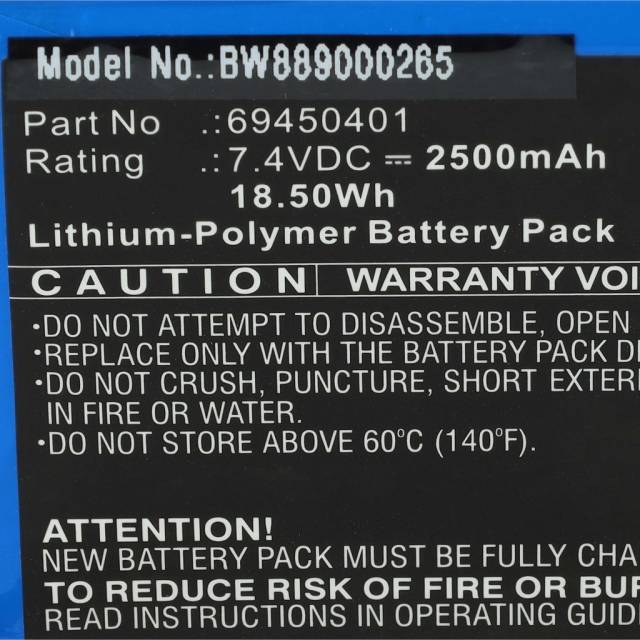 Model No.:BW889000265
Part No .:69450401
Rating .:7.4VDC ⎓ 2500mAh
18.50Wh
Lithium-Polymer Battery Pack
CAUTION WARRANTY VOI
•DO NOT ATTEMPT TO DISASSEMBLE, OPEN
•REPLACE ONLY WITH THE BATTERY PACK DE
•DO NOT CRUSH, PUNCTURE, SHORT EXTER
IN FIRE OR WATER.
•DO NOT STORE ABOVE 60°C (140°F).
ATTENTION!
NEW BATTERY PACK MUST BE FULLY CHA
TO REDUCE RISK OF FIRE OR BUR
READ INSTRUCTIONS IN OPERATING GUID